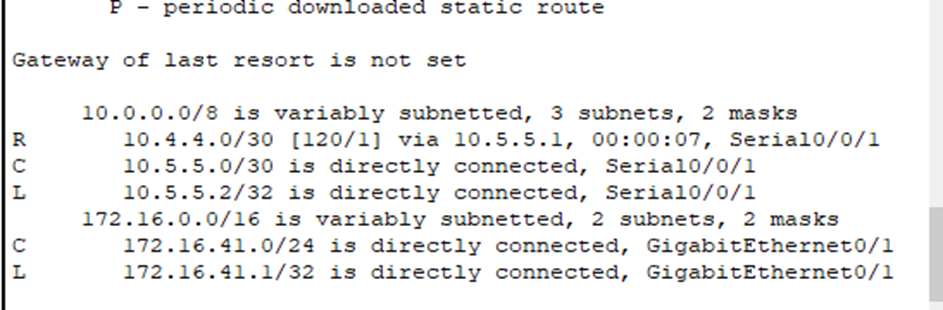 P - periodic downloaded static route
Gateway of last resort is not set
10.0.0.0/8 is variably subnetted, 3 subnets, 2 masks
R 10.4.4.0/30 [120/1] via 10.5.5.1, 00:00:07, Serial0/0/1
C 10.5.5.0/30 is directly connected, Serial0/0/1
L 10.5.5.2/32 is directly connected, Serial0/0/1
172.16.0.0/16 is variably subnetted, 2 subnets, 2 masks
C 172.16.41.0/24 is directly connected, GigabitEthernet0/1
L 172.16.41.1/32 is directly connected, GigabitEthernet0/1